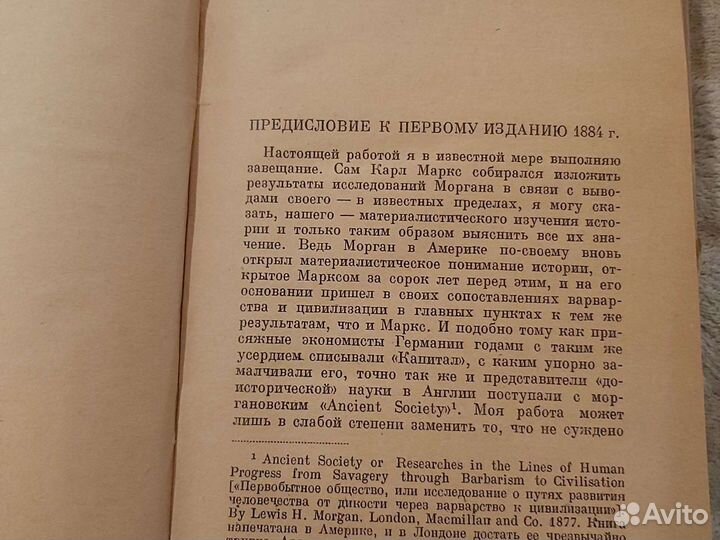 ПРЕДИСЛОВИЕ К ПЕРВОМУ ИЗДАНИЮ 1884 г.
Настоящей работой я в известной мере выполняю
завещание. Сам Карл Маркс собирался изложить
результаты исследований Моргана в связи с выво-
дами своего — в известных пределах, я могу ска-
зать, нашего — материалистического изучения исто-
рии и только таким образом выяснить все их зна-
чение. Ведь Морган в Америке по-своему вновь
открыл материалистическое понимание истории, от-
крытое Марксом за сорок лет перед этим, и на его
основании пришел в своих сопоставлениях варвар-
ства и цивилизации в главных пунктах к тем же
результатам, что и Маркс. И подобно тому как при-
сяжные экономисты Германии годами с таким же
усердием списывали «Капитал», с каким упорно за-
малчивали его, точно так же и представители «до-
исторической» науки в Англии поступали с мор-
гановским «Ancient Society»¹. Моя работа может
лишь в слабой степени заменить то, что не суждено
¹ Ancient Society or Researches in the Lines of Human
Progress from Savagery through Barbarism to Civilisation
[«Первобытное общество, или исследование о путях развития
человечества от дикости через варварство к цивилизации»]
By Lewis H. Morgan, London, Macmillan and Co. 1877. Книга
напечатана в Америке, и в Лондоне достать ее чрезвычайно
Avito